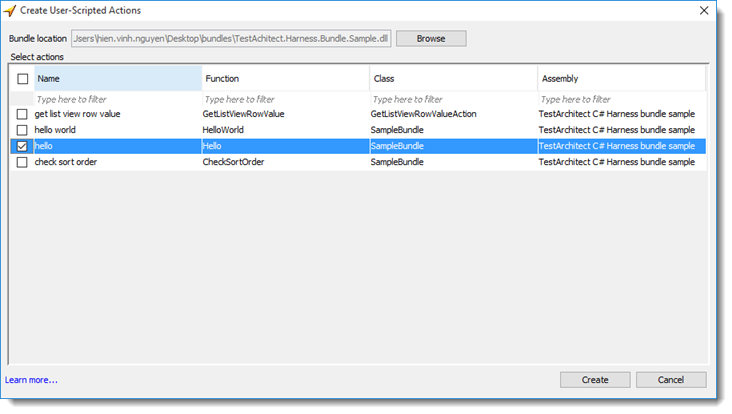 Create User-Scripted Actions
Bundle location Jsers\hien.vinh.nguyen\Desktop\bundles\TestAchitect.Harness.Bundle.Sample.dll Browse
Select actions
Name Function Class Assembly
Type here to filter Type here to filter Type here to filter Type here to filter
get list view row value GetListViewRowValue GetListViewRowValueAction TestArchitect C# Harness bundle sample
hello world HelloWorld SampleBundle TestArchitect C# Harness bundle sample
hello Hello SampleBundle TestArchitect C# Harness bundle sample
check sort order CheckSortOrder SampleBundle TestArchitect C# Harness bundle sample
Learn more... Create Cancel